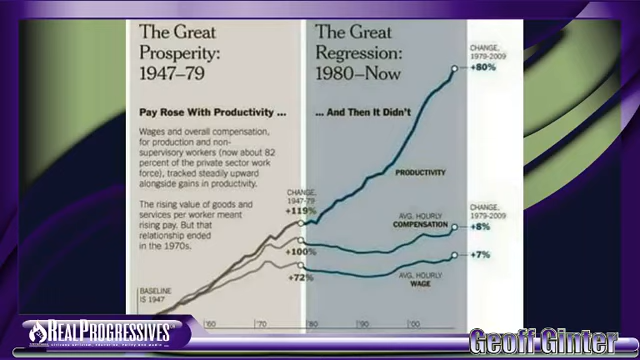 The Great
Prosperity:
1947–79
The Great
Regression:
1980–Now
CHANGE,
1979-2009
+80%
Pay Rose With Productivity ...
... And Then It Didn't
Wages and overall compensation,
for production and non-
supervisory workers (now about 82
percent of the private sector work
force), tracked steadily upward
alongside gains in productivity.
The rising value of goods and
services per worker meant
rising pay. But that
relationship ended
in the 1970s.
PRODUCTIVITY
CHANGE,
1947-79
+119%
+100%
+72%
AVG. HOURLY
COMPENSATION
CHANGE,
1979-2009
+8%
+7%
AVG. HOURLY
WAGE
BASELINE
IS 1947
'60
'70
'80
'90
'00
REALPROGRESSIVES
Geoff Ginter